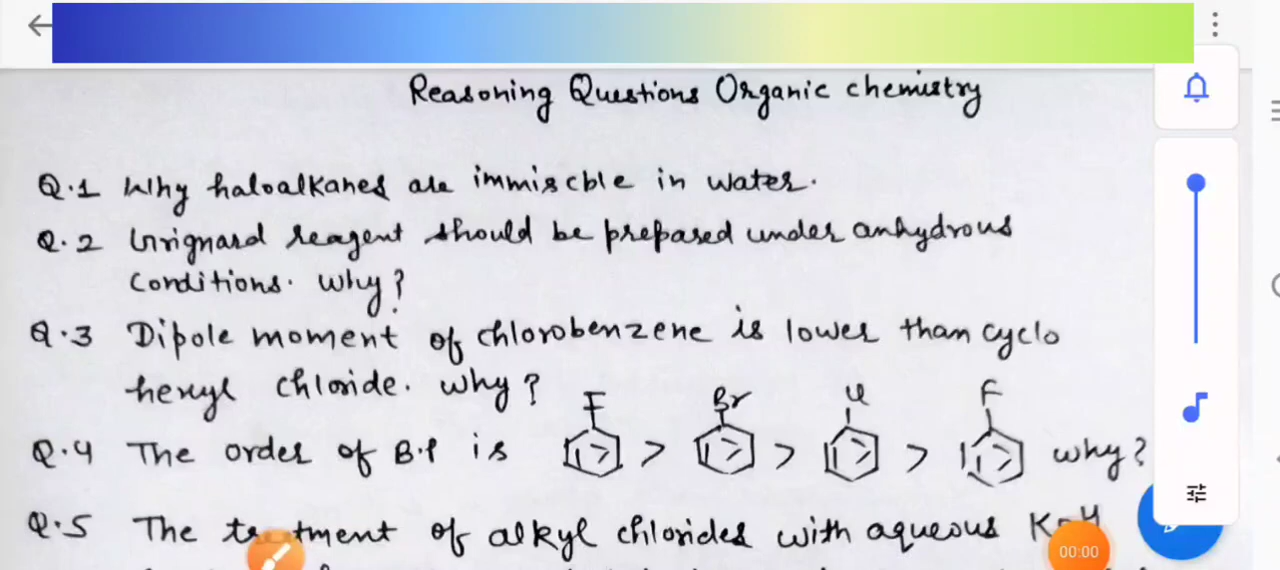 Reasoning Questions Organic chemistry
Q.1 Why haloalkanes are immiscble in water.
Q.2 Grignard reagent should be prepared under anhydrous
conditions. Why?
Q.3 Dipole moment of chlorobenzene is lower than cyclo
hexyl chloride. Why?
I Br Cl F
Q.4 The order of B.P is > > > why?
Q.5 The treatment of alkyl chlorides with aqueous
00:00